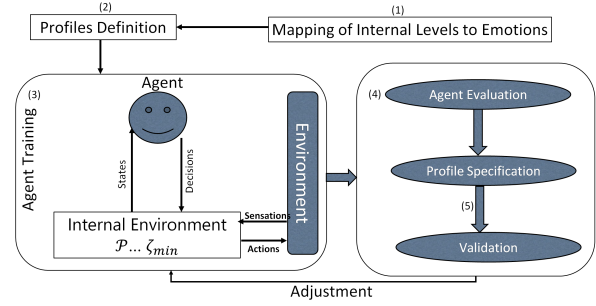 (1)
Mapping of Internal Levels to Emotions
(2)
Profiles Definition
(3)
Agent Training
Agent
States
Decisions
Environment
Internal Environment
𝒫... ζmin
Sensations
Actions
(4)
Agent Evaluation
Profile Specification
(5)
Validation
Adjustment